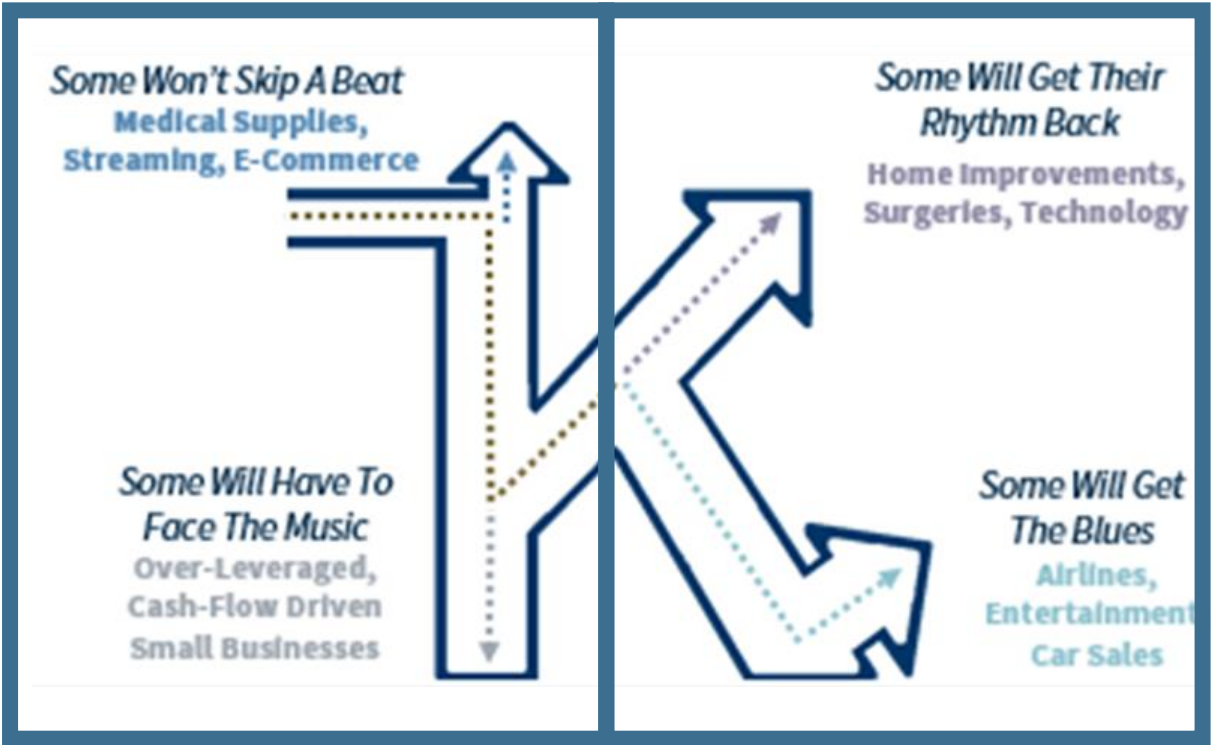 Some Won't Skip A Beat
Medical Supplies,
Streaming, E-Commerce
Some Will Have To
Face The Music
Over-Leveraged,
Cash-Flow Driven
Small Businesses
Some Will Get Their
Rhythm Back
Home Improvements,
Surgeries, Technology
Some Will Get
The Blues
Airlines,
Entertainment
Car Sales